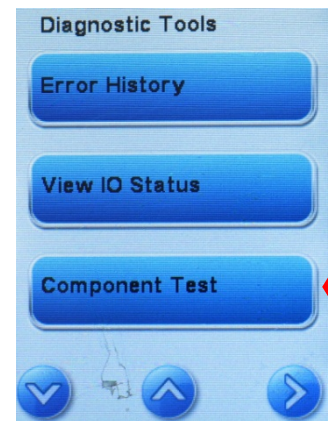 Diagnostic Tools
Error History
View IO Status
Component Test